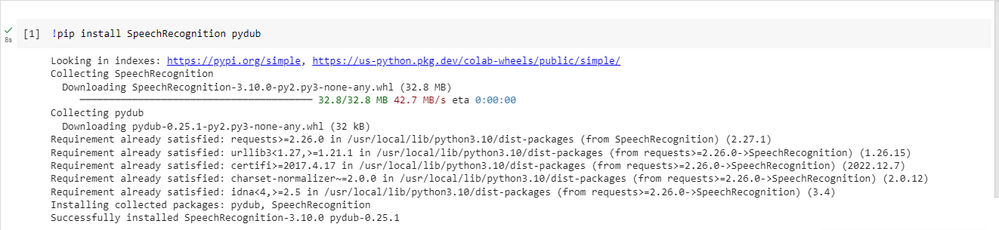 [1] !pip install SpeechRecognition pydub
8s
Looking in indexes: https://pypi.org/simple, https://us-python.pkg.dev/colab-wheels/public/simple/
Collecting SpeechRecognition
Downloading SpeechRecognition-3.10.0-py2.py3-none-any.whl (32.8 MB)
32.8/32.8 MB 42.7 MB/s eta 0:00:00
Collecting pydub
Downloading pydub-0.25.1-py2.py3-none-any.whl (32 kB)
Requirement already satisfied: requests>=2.26.0 in /usr/local/lib/python3.10/dist-packages (from SpeechRecognition) (2.27.1)
Requirement already satisfied: urllib3<1.27,>=1.21.1 in /usr/local/lib/python3.10/dist-packages (from requests>=2.26.0->SpeechRecognition) (1.26.15)
Requirement already satisfied: certifi>=2017.4.17 in /usr/local/lib/python3.10/dist-packages (from requests>=2.26.0->SpeechRecognition) (2022.12.7)
Requirement already satisfied: charset-normalizer~=2.0.0 in /usr/local/lib/python3.10/dist-packages (from requests>=2.26.0->SpeechRecognition) (2.0.12)
Requirement already satisfied: idna<4,>=2.5 in /usr/local/lib/python3.10/dist-packages (from requests>=2.26.0->SpeechRecognition) (3.4)
Installing collected packages: pydub, SpeechRecognition
Successfully installed SpeechRecognition-3.10.0 pydub-0.25.1